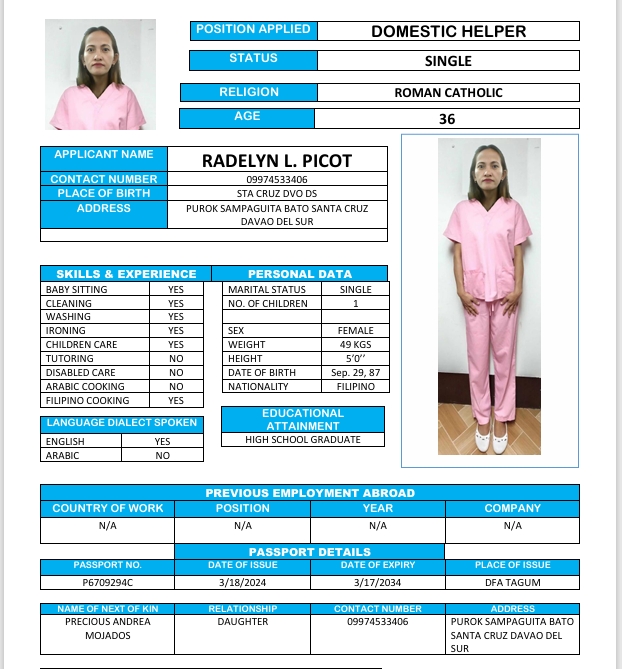 POSITION APPLIED DOMESTIC HELPER
STATUS SINGLE
RELIGION ROMAN CATHOLIC
AGE 36
APPLICANT NAME RADELYN L. PICOT
CONTACT NUMBER 09974533406
PLACE OF BIRTH STA CRUZ DVO DS
ADDRESS PUROK SAMPAGUITA BATO SANTA CRUZ
DAVAO DEL SUR
SKILLS & EXPERIENCE PERSONAL DATA
BABY SITTING YES MARITAL STATUS SINGLE
CLEANING YES NO. OF CHILDREN 1
WASHING YES
IRONING YES SEX FEMALE
CHILDREN CARE YES WEIGHT 49 KGS
TUTORING NO HEIGHT 5’0’’
DISABLED CARE NO DATE OF BIRTH Sep. 29, 87
ARABIC COOKING NO NATIONALITY FILIPINO
FILIPINO COOKING YES
LANGUAGE DIALECT SPOKEN
ENGLISH YES
ARABIC NO
EDUCATIONAL
ATTAINMENT
HIGH SCHOOL GRADUATE
PREVIOUS EMPLOYMENT ABROAD
COUNTRY OF WORK POSITION YEAR COMPANY
N/A N/A N/A N/A
PASSPORT DETAILS
PASSPORT NO. DATE OF ISSUE DATE OF EXPIRY PLACE OF ISSUE
P6709294C 3/18/2024 3/17/2034 DFA TAGUM
NAME OF NEXT OF KIN RELATIONSHIP CONTACT NUMBER ADDRESS
PRECIOUS ANDREA DAUGHTER 09974533406 PUROK SAMPAGUITA BATO
MOJADOS SANTA CRUZ DAVAO DEL
SUR